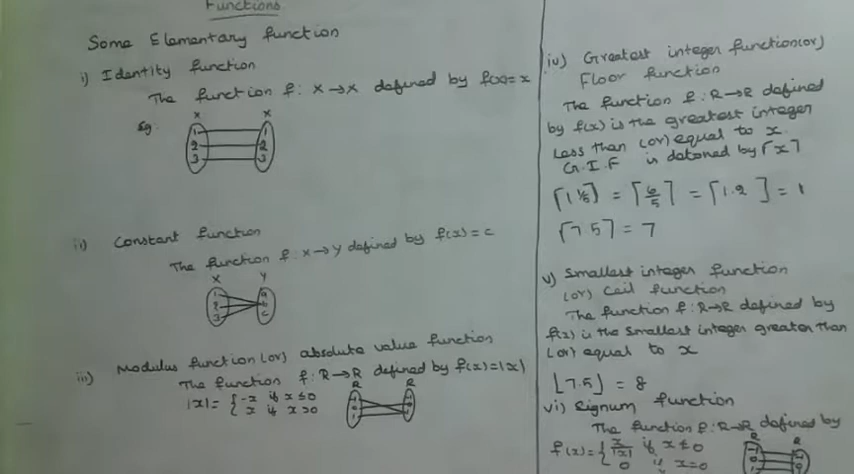 Functions
Some Elementary function
i) Identity function
The function f: X→X defined by f(x)=x
Eg:
X X
1 1
2 2
3 3
ii) Constant function
The function f: X→Y defined by f(x)=c
X Y
1 a
2 b
3 c
iii) Modulus function (or) absolute value function
The function f: R→R defined by f(x)=|x|
|x|= { -x if x≤0
x if x>0
R R
iv) Greatest integer function (or)
Floor function
The function f: R→R defined
by f(x) is the greatest integer
Less than (or) equal to x.
G.I.F is datoned by ⌈x⌉
⌈1 1/5⌉ = ⌈6/5⌉ = ⌈1.2⌉ = 1
⌈7.5⌉ = 7
v) Smallest integer function
(or) Ceil function
The function f: R→R defined by
f(x) is the smallest integer greater than
(or) equal to x
⌊7.5⌋ = 8
vi) Signum function
The function f: R→R defined by
f(x)= { x/|x| if x≠0
0 if x=0
R R